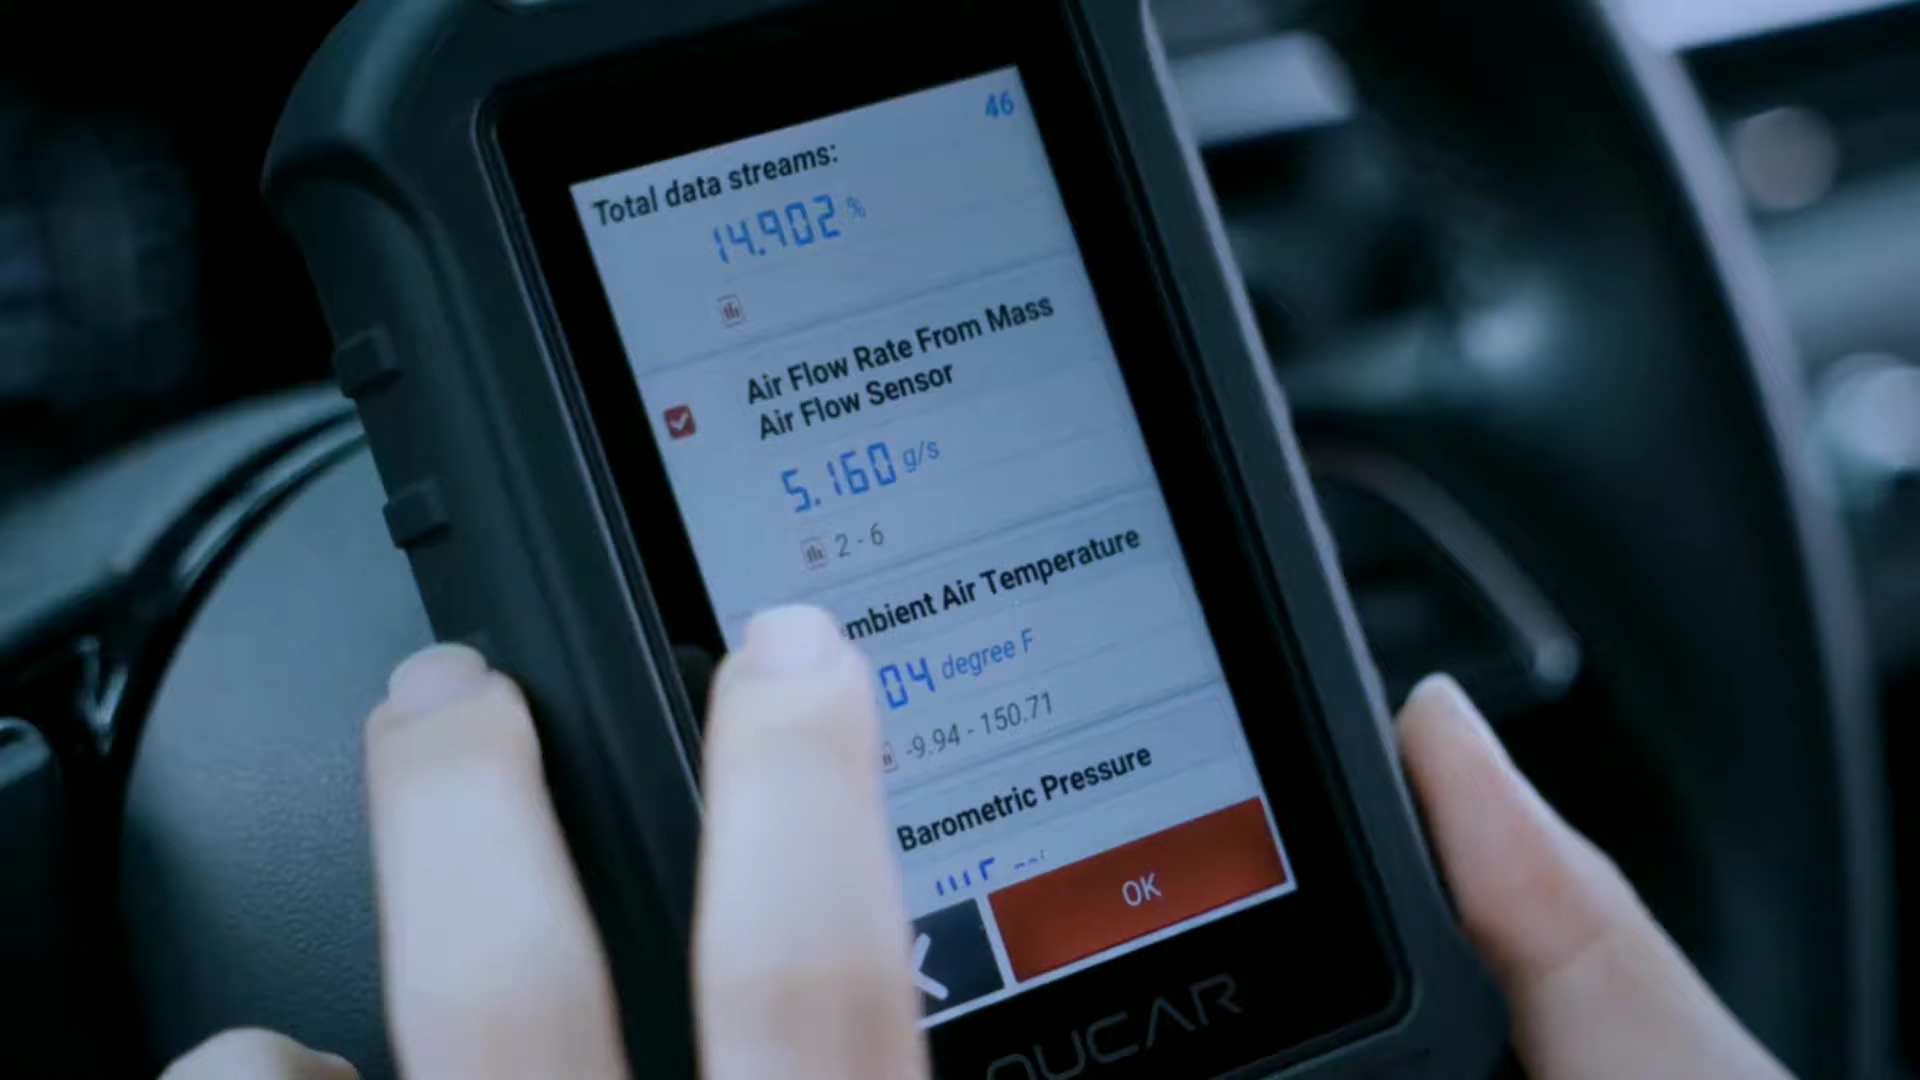 46
Total data streams:
14.902 %
Air Flow Rate From Mass
Air Flow Sensor
5.160 g/s
2 - 6
mbient Air Temperature
04 degree F
-9.94 - 150.71
Barometric Pressure
OK
UCAR